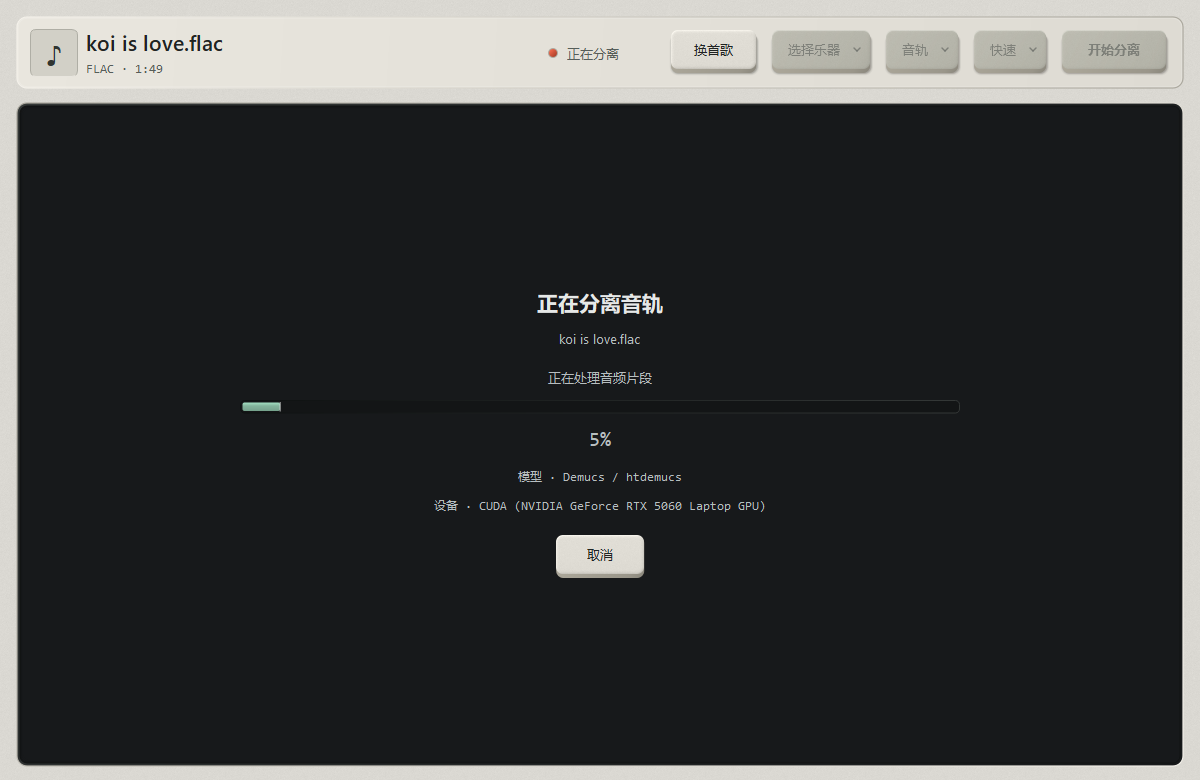 koi is love.flac
FLAC · 1:49
正在分离
换首歌
选择乐器
音轨
快速
开始分离
正在分离音轨
koi is love.flac
正在处理音频片段
5%
模型 · Demucs / htdemucs
设备 · CUDA (NVIDIA GeForce RTX 5060 Laptop GPU)
取消